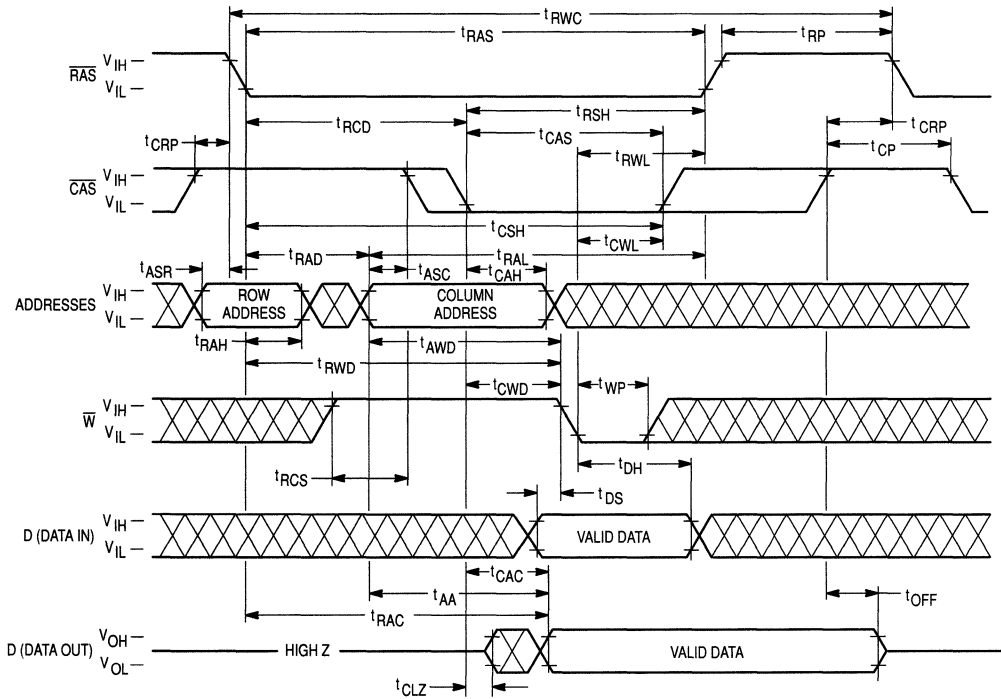 tRWC
tRAS
tRP
RAS
VIH
VIL
tRCD
tRSH
tCAS
tRWL
tCRP
tCRP
tCP
CAS
VIH
VIL
tCSH
tCWL
tRAD
tRAL
tASR
tASC
tCAH
ADDRESSES
VIH
VIL
ROW
ADDRESS
COLUMN
ADDRESS
tRAH
tAWD
tRWD
tCWD
tWP
W
VIH
VIL
tRCS
tDH
tDS
D (DATA IN)
VIH
VIL
VALID DATA
tCAC
tAA
tOFF
tRAC
D (DATA OUT)
VOH
VOL
HIGH Z
VALID DATA
tCLZ